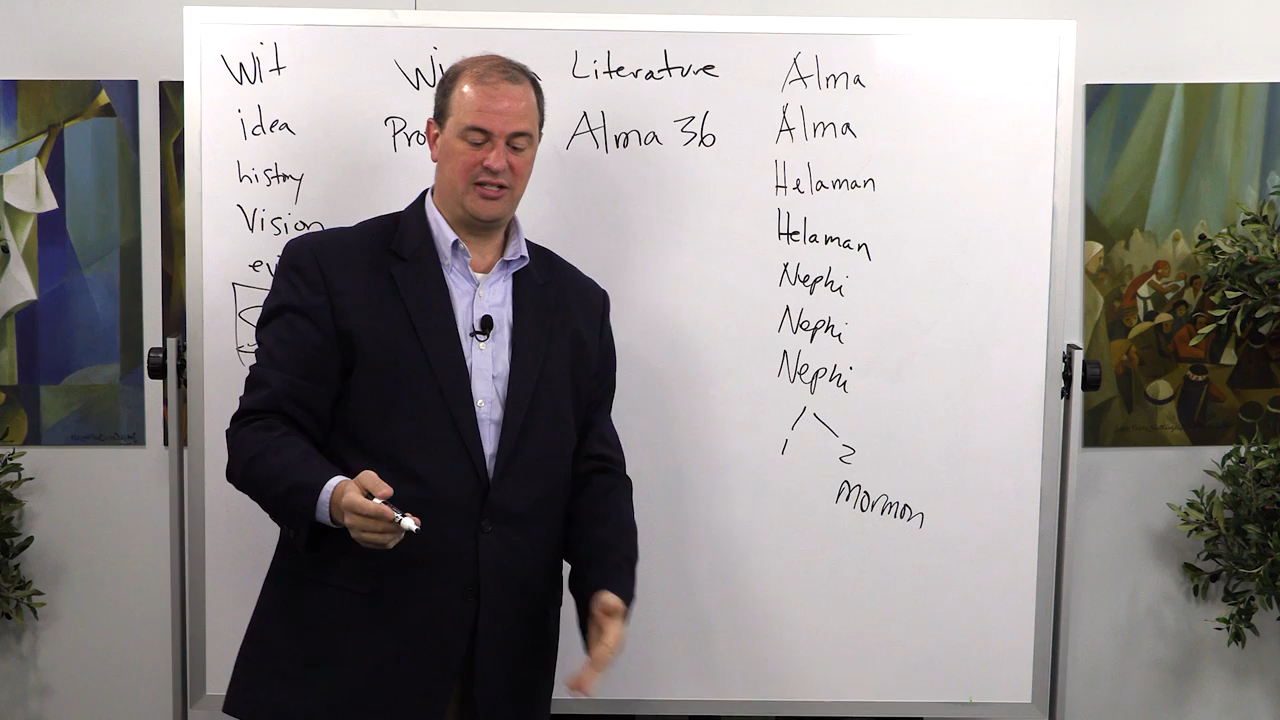 Wit
idea
history
Vision
Literature
Alma 36
Alma
Alma
Helaman
Helaman
Nephi
Nephi
Nephi
1 2
Mormon